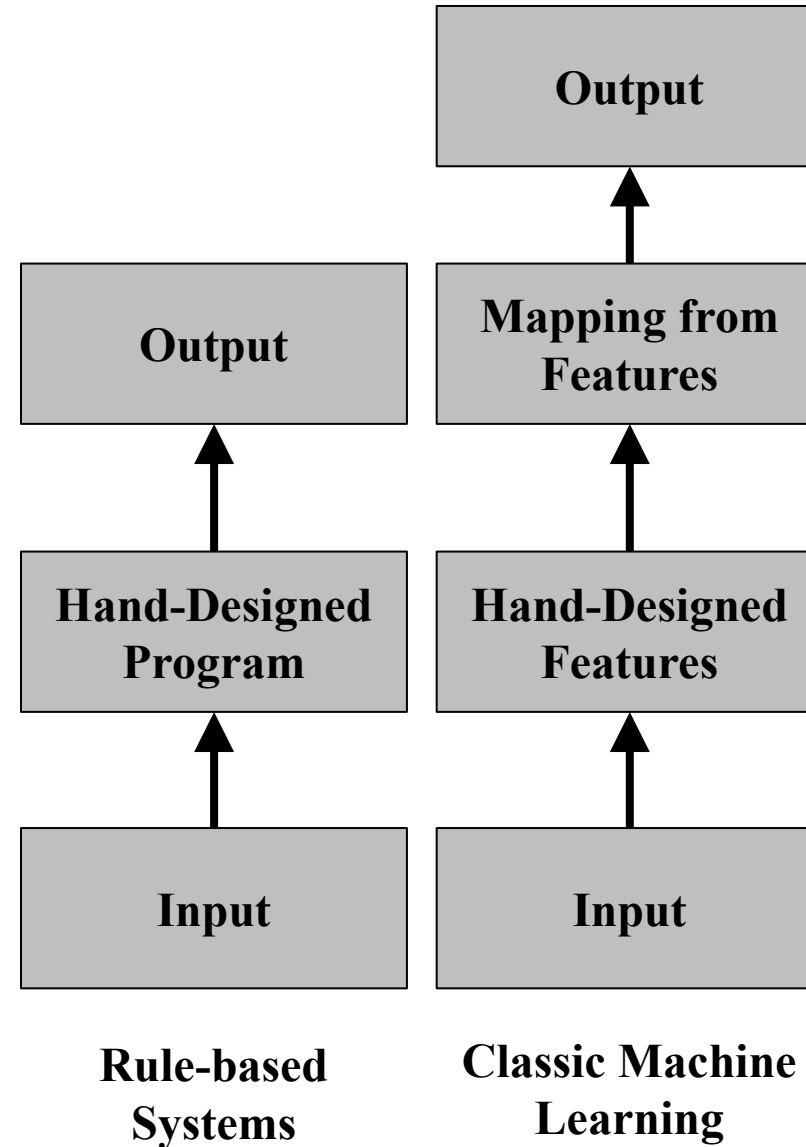 Output
Mapping from
Features
Hand-Designed
Features
Input
Classic Machine
Learning
Output
Hand-Designed
Program
Input
Rule-based
Systems